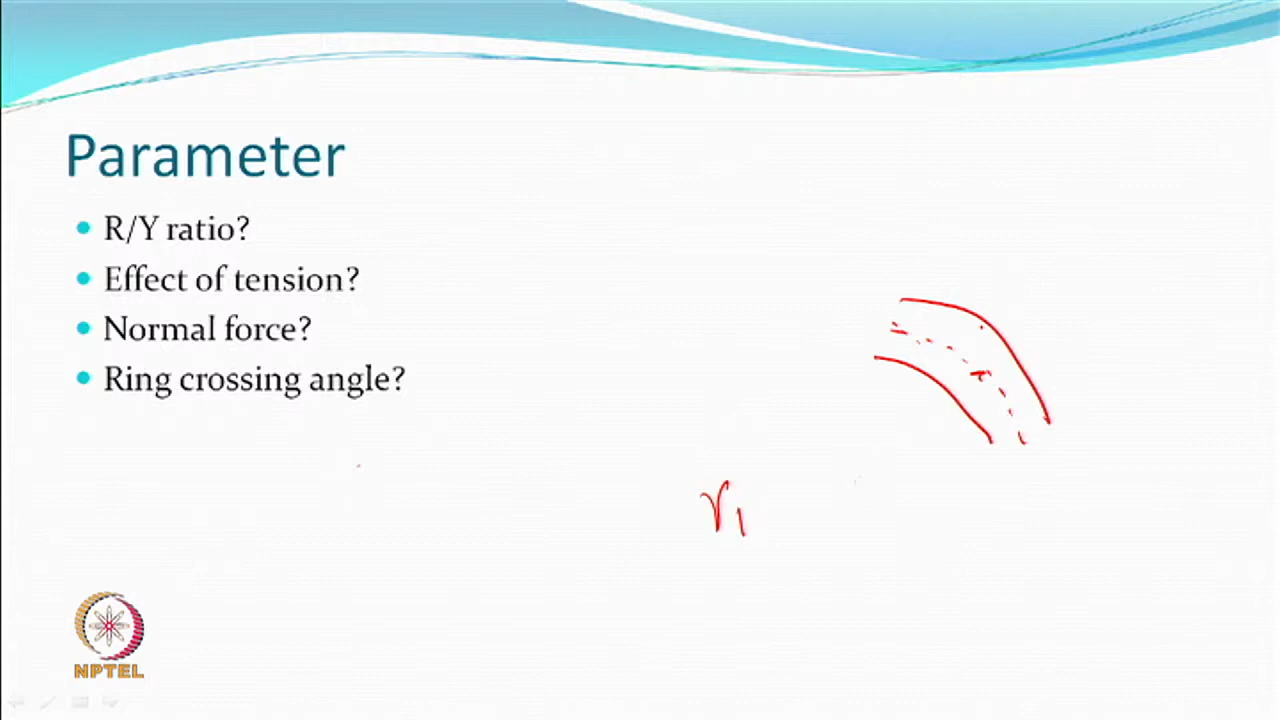 Parameter
R/Y ratio?
Effect of tension?
Normal force?
Ring crossing angle?
r1
NPTEL